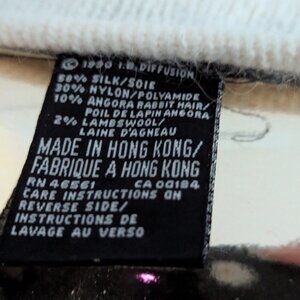 © 1990 I.B. DIFFUSION
58% SILK/SOIE
30% NYLON/POLYAMIDE
10% ANGORA RABBIT HAIR/
POIL DE LAPIN ANGORA
2% LAMBSWOOL/
LAINE D'AGNEAU
MADE IN HONG KONG/
FABRIQUE À HONG KONG
RN 46561 CA 00184
CARE INSTRUCTIONS ON
REVERSE SIDE/
INSTRUCTIONS DE
LAVAGE AU VERSO